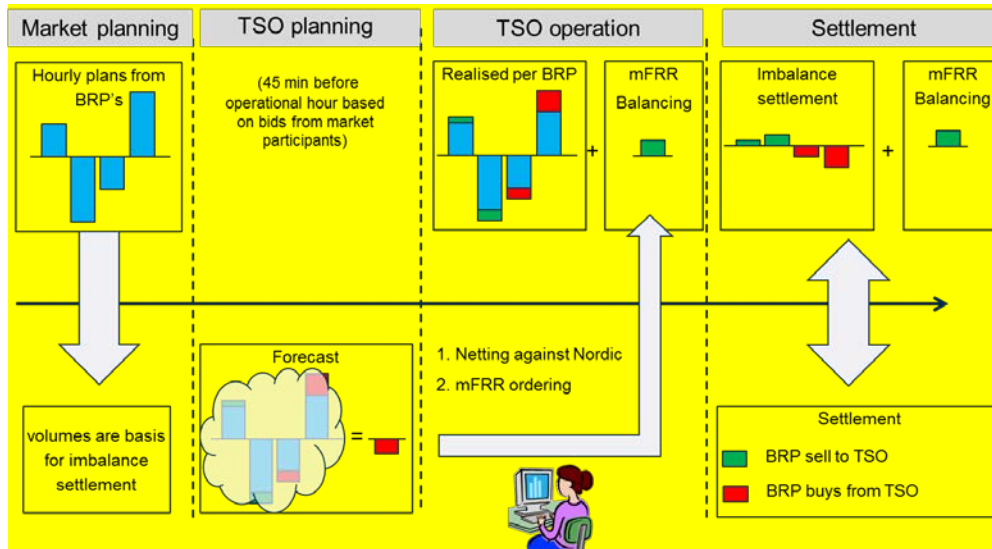 Market planning
TSO planning
TSO operation
Settlement
Hourly plans from
BRP's
(45 min before
operational hour based
on bids from market
participants)
Realised per BRP
+
mFRR
Balancing
Imbalance
settlement
+
mFRR
Balancing
volumes are basis
for imbalance
settlement
Forecast
=
1. Netting against Nordic
2. mFRR ordering
Settlement
BRP sell to TSO
BRP buys from TSO